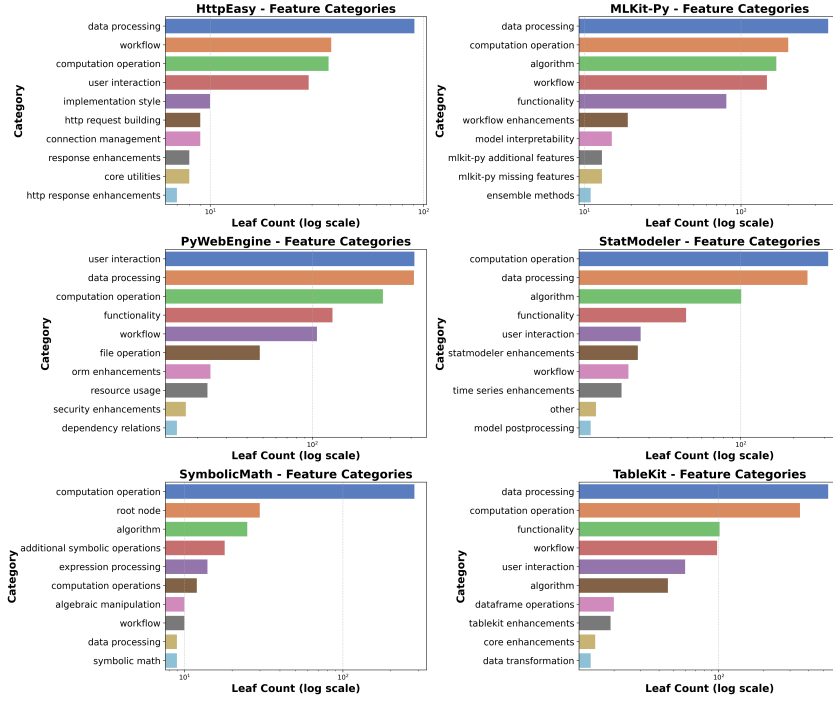 HttpEasy - Feature Categories
Category
data processing
workflow
computation operation
user interaction
implementation style
http request building
connection management
response enhancements
core utilities
http response enhancements
10¹
10²
Leaf Count (log scale)
MLKit-Py - Feature Categories
Category
data processing
computation operation
algorithm
workflow
functionality
workflow enhancements
model interpretability
mlkit-py additional features
mlkit-py missing features
ensemble methods
10¹
10²
Leaf Count (log scale)
PyWebEngine - Feature Categories
Category
user interaction
data processing
computation operation
functionality
workflow
file operation
orm enhancements
resource usage
security enhancements
dependency relations
10²
Leaf Count (log scale)
StatModeler - Feature Categories
Category
computation operation
data processing
algorithm
functionality
user interaction
statmodeler enhancements
workflow
time series enhancements
other
model postprocessing
10²
Leaf Count (log scale)
SymbolicMath - Feature Categories
Category
computation operation
root node
algorithm
additional symbolic operations
expression processing
computation operations
algebraic manipulation
workflow
data processing
symbolic math
10¹
10²
Leaf Count (log scale)
TableKit - Feature Categories
Category
data processing
computation operation
functionality
workflow
user interaction
algorithm
dataframe operations
tablekit enhancements
core enhancements
data transformation
10²
Leaf Count (log scale)